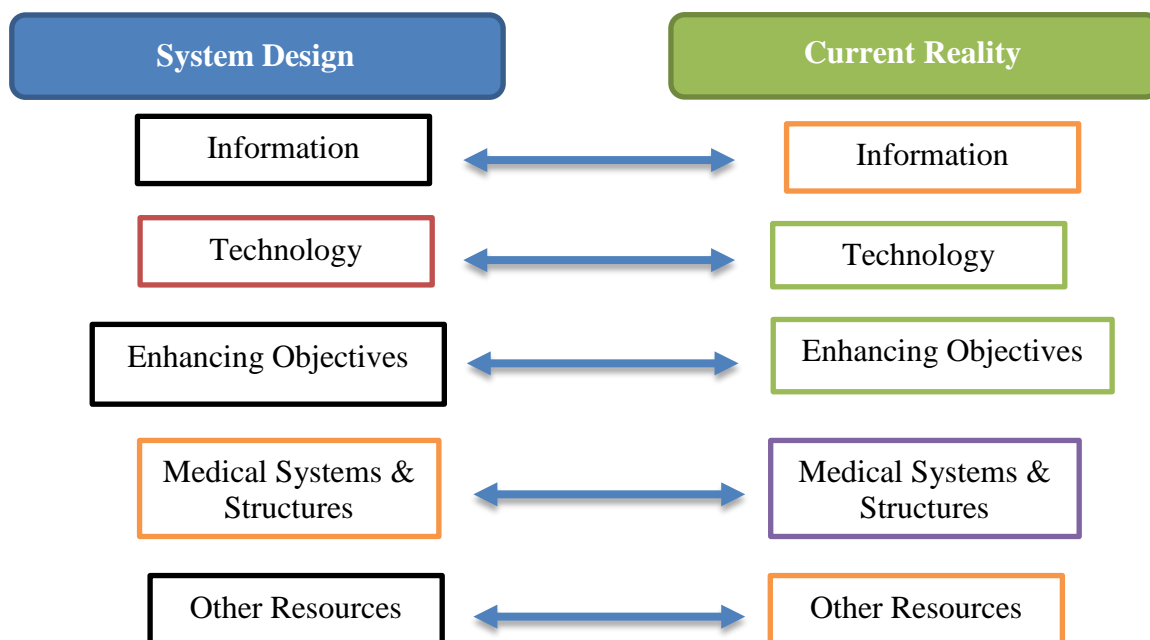 System Design
Current Reality
Information
Information
Technology
Technology
Enhancing Objectives
Enhancing Objectives
Medical Systems &
Structures
Medical Systems &
Structures
Other Resources
Other Resources